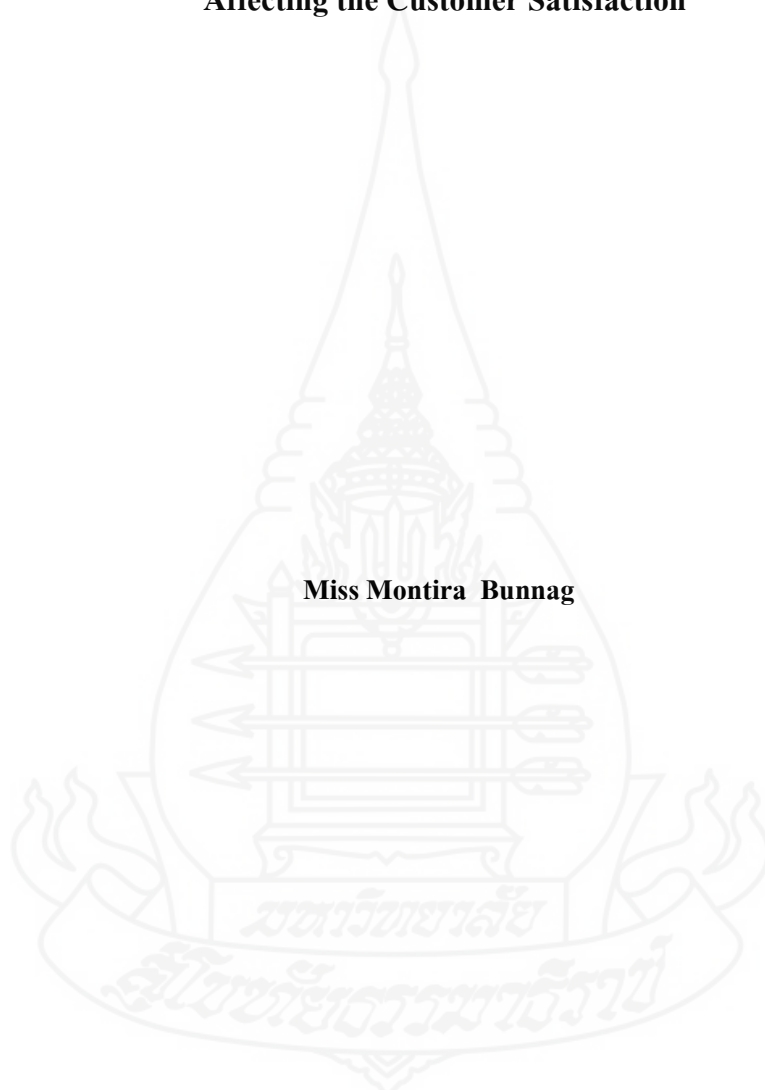 Affecting the Customer Satisfaction
Miss Montira Bunnag
มหาวิทยาลัย
สุโขทัยธรรมาธิราช